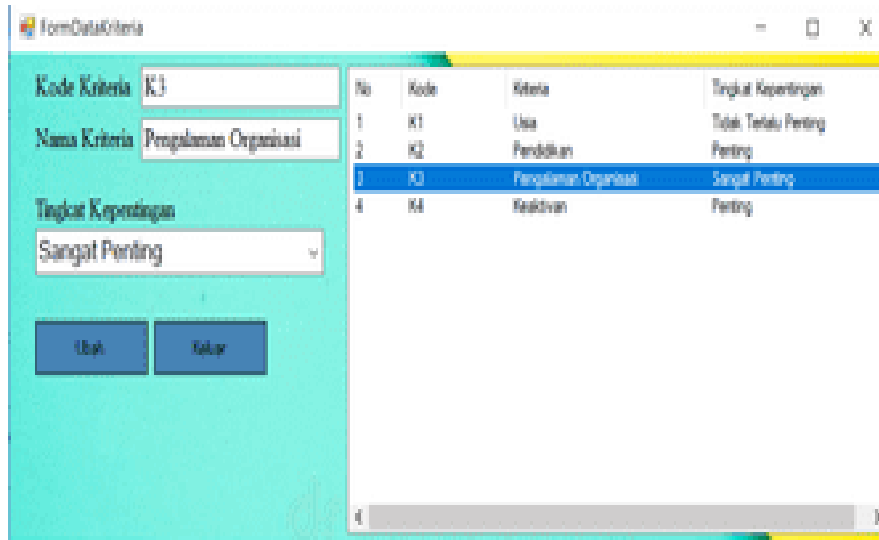 FormDataKriteria
Kode Kriteria K3
Nama Kriteria Pengalaman Organisasi
Tingkat Kepentingan
Sangat Penting
Ubah Keluar
No Kode Kriteria Tingkat Kepentingan
1 K1 Usia Tidak Terlalu Penting
2 K2 Pendidikan Penting
3 K3 Pengalaman Organisasi Sangat Penting
4 K4 Keaktivan Penting